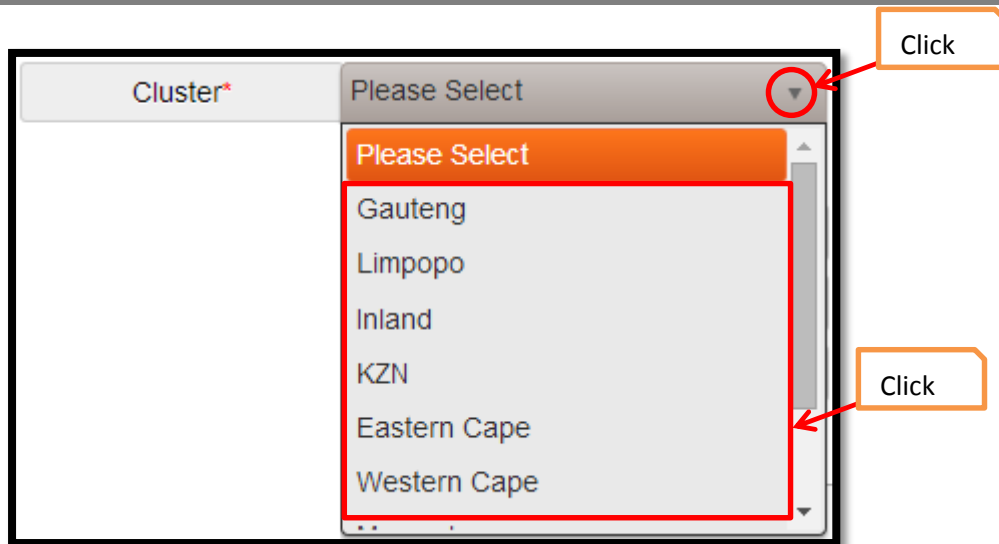 Click
Cluster* Please Select
Please Select
Gauteng
Limpopo
Inland
KZN
Click
Eastern Cape
Western Cape